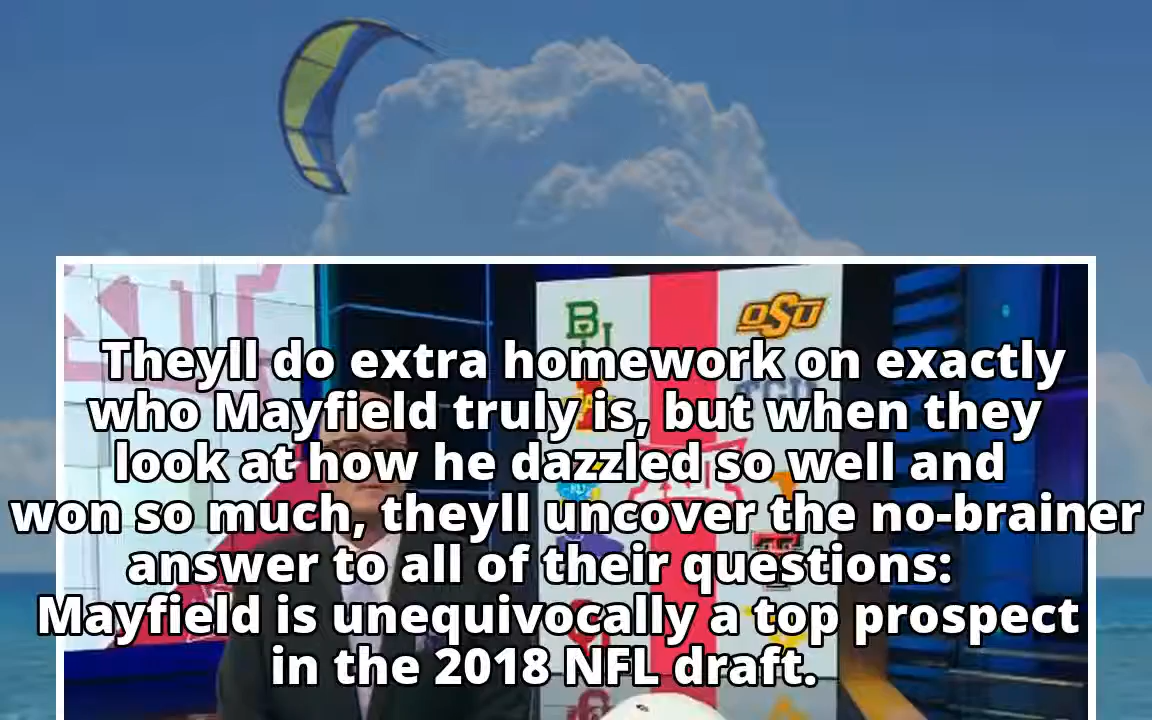 BU
OSU
Theyll do extra homework on exactly
who Mayfield truly is, but when they
look at how he dazzled so well and
won so much, theyll uncover the no-brainer
answer to all of their questions:
Mayfield is unequivocally a top prospect
in the 2018 NFL draft.